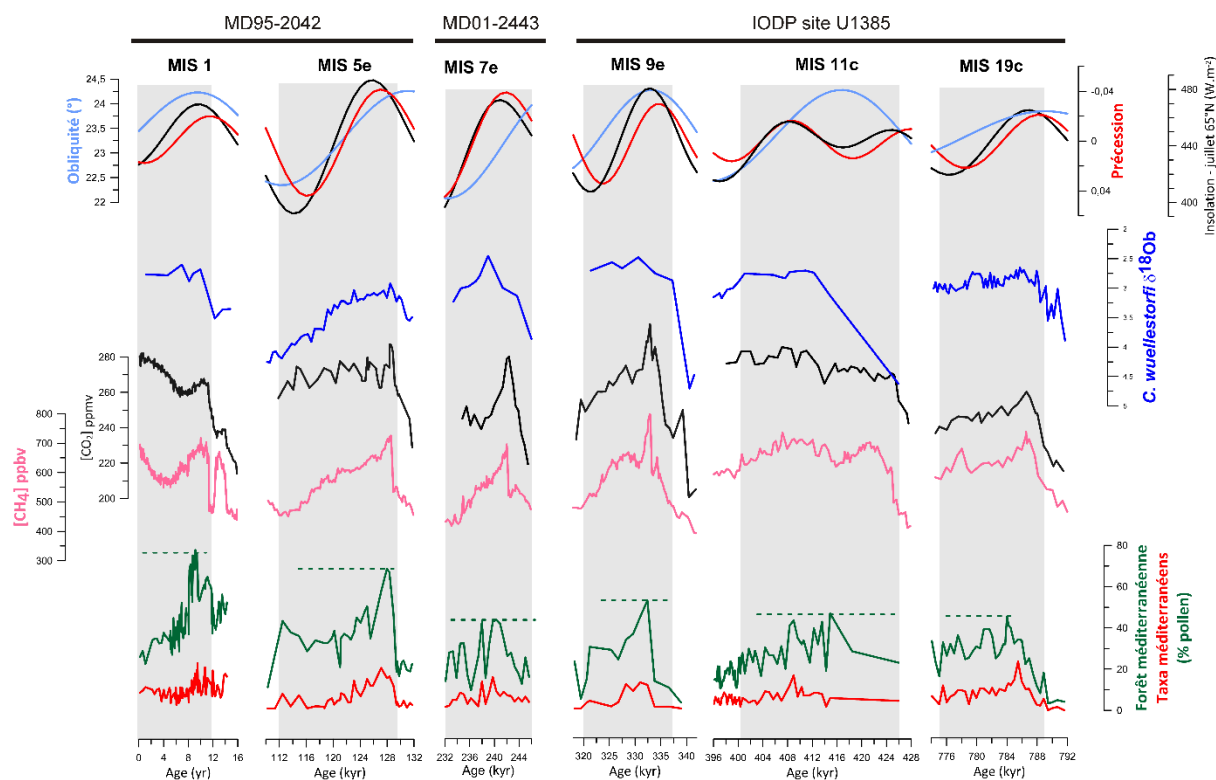 MD95-2042 MD01-2443 IODP site U1385
MIS 1 MIS 5e MIS 7e MIS 9e MIS 11c MIS 19c
Obliquité (°)
24,5
24
23.5
23
22.5
22
Précession
-0,04
0
0,04
Insolation - juillet 65°N (W.m⁻²)
480
460
440
420
400
C. wuellestorfi δ¹⁸Ob
2
2.5
3
3.5
4
4.5
5
[CO₂] ppmv
280
260
240
220
200
[CH4] ppbv
800
700
600
500
400
300
Forêt méditerranéenne
Taxa méditerranéens
(% pollen)
80
60
40
20
0
0 4 8 12 16
112 116 120 124 128 132
232 236 240 244
320 325 330 335 340
396 400 404 408 412 416 420 424 428
776 780 784 788 792
Age (yr) Age (kyr) Age (kyr) Age (kyr) Age (kyr) Age (kyr)